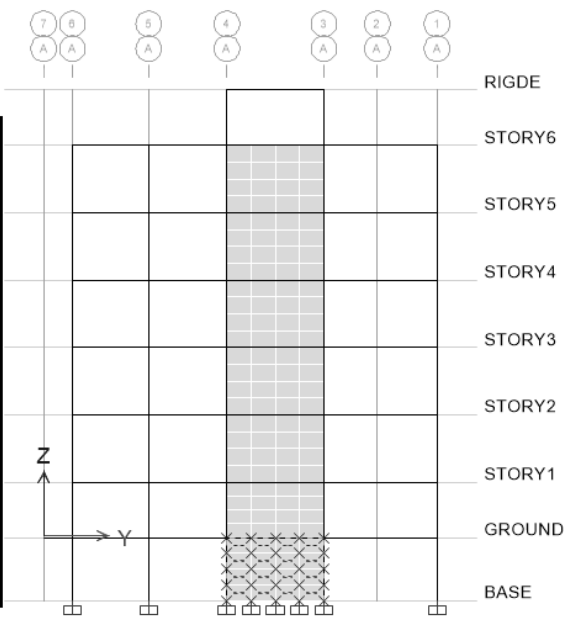 7 6 5 4 3 2 1
A A A A A A A
RIGDE
STORY6
STORY5
STORY4
STORY3
STORY2
Z
STORY1
GROUND
Y
BASE